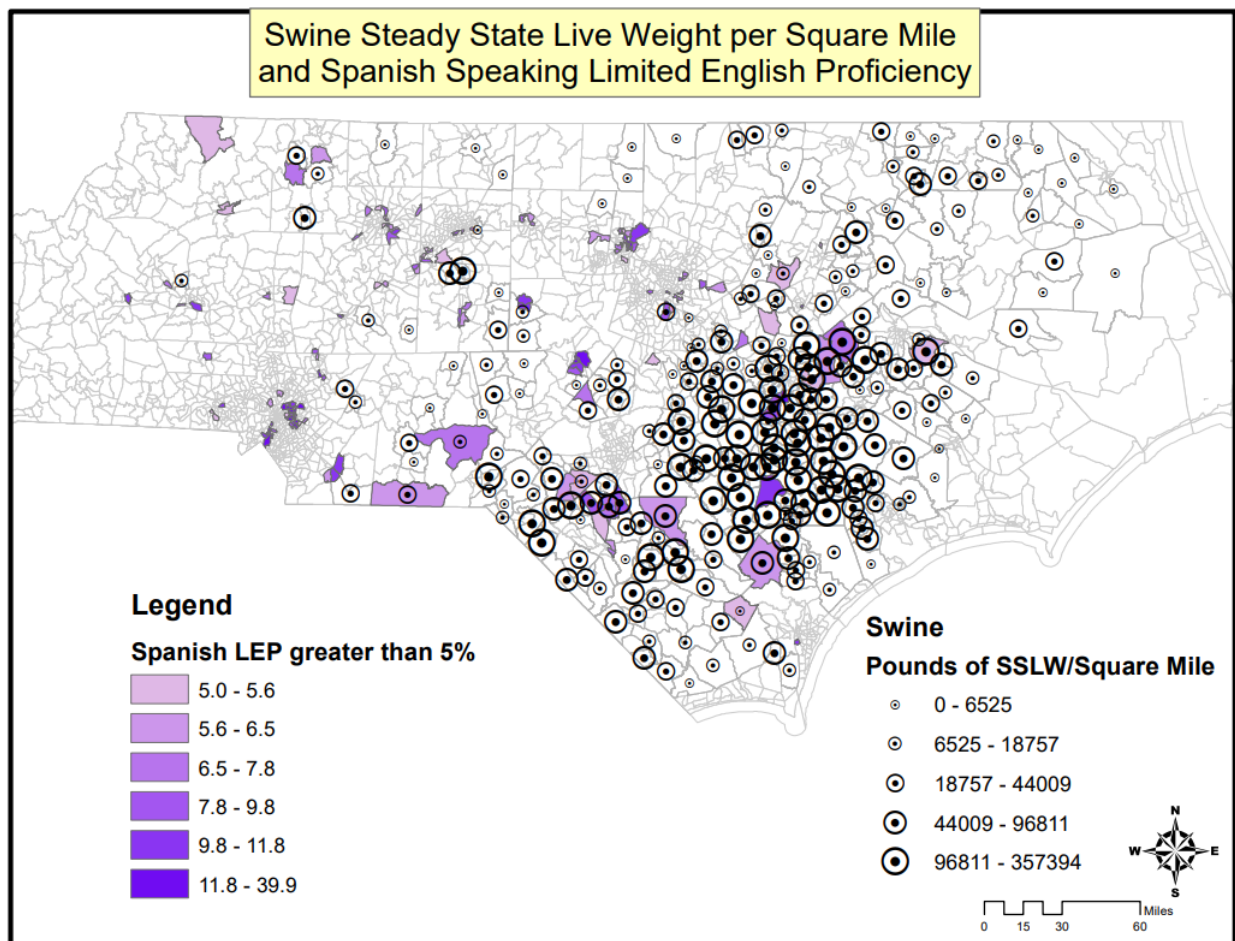 Swine Steady State Live Weight per Square Mile
and Spanish Speaking Limited English Proficiency
Legend
Spanish LEP greater than 5%
5.0 - 5.6
5.6 - 6.5
6.5 - 7.8
7.8 - 9.8
9.8 - 11.8
11.8 - 39.9
Swine
Pounds of SSLW/Square Mile
0 - 6525
6525 - 18757
18757 - 44009
44009 - 96811
96811 - 357394
N
W E
S
Miles
0 15 30 60